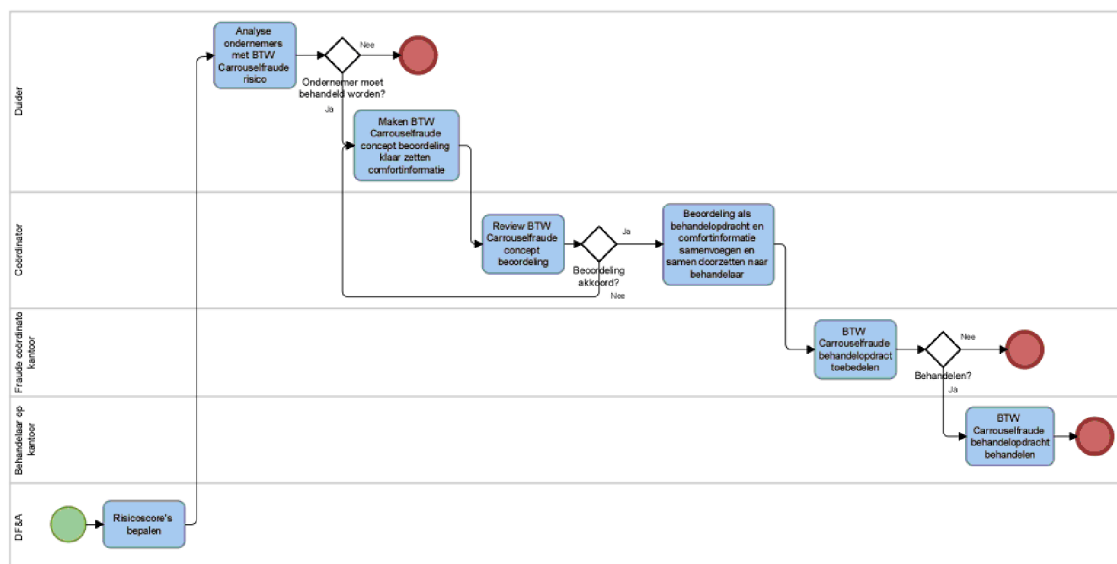 Duider
Analyse
ondernemers
met BTW
Carrouselfraude
risico
Nee
Ondernemer moet
behandeld worden?
Ja
Maken BTW
Carrouselfraude
concept beoordeling
klaar zetten
comfortinformatie
Coördinator
Review BTW
Carrouselfraude
concept
beoordeling
Ja
Beoordeling
akkoord?
Nee
Beoordeling als
behandelopdracht en
comfortinformatie
samenvoegen en
samen doorzetten naar
behandelaar
Fraude coördinato
kantoor
BTW
Carrouselfraude
behandelopdract
toebedelen
Nee
Behandelen?
Ja
Behandelaar op
kantoor
BTW
Carrouselfraude
behandelopdracht
behandelen
DF&A
Risicoscore's
bepalen